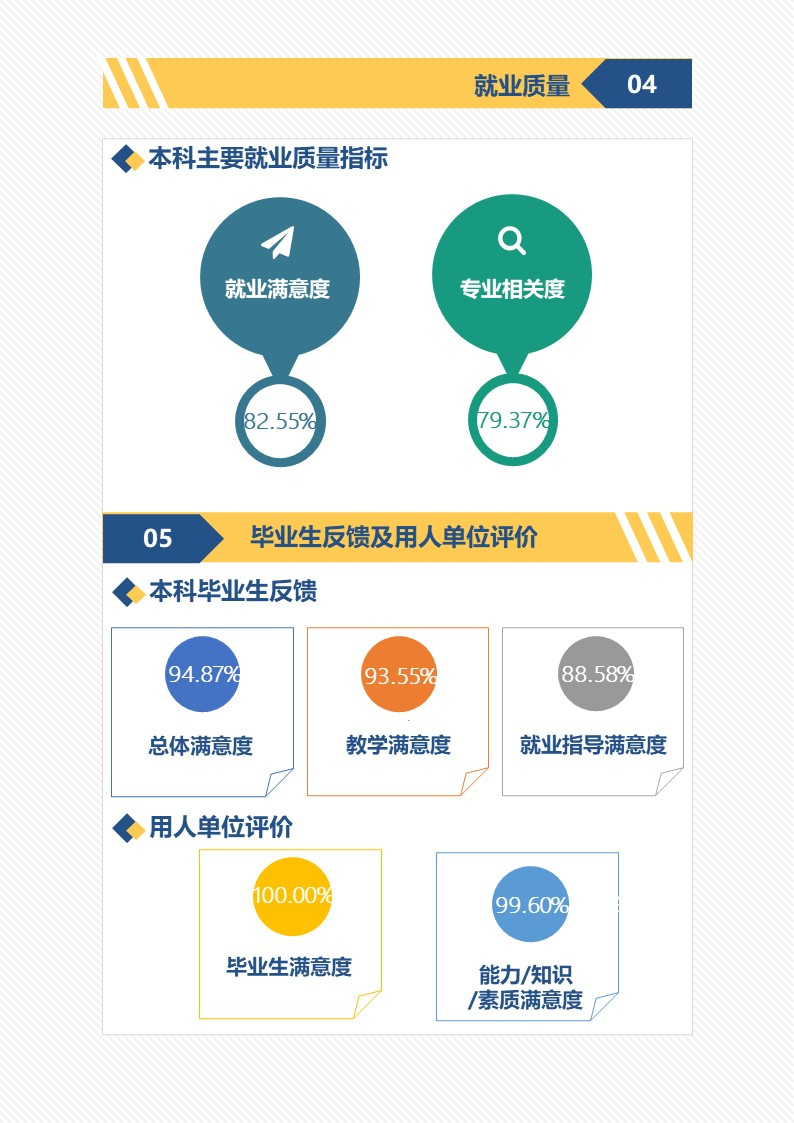 就业质量 04
本科主要就业质量指标
就业满意度 专业相关度
82.55% 79.37%
05 毕业生反馈及用人单位评价
本科毕业生反馈
94.87% 93.55% 88.58%
总体满意度 教学满意度 就业指导满意度
用人单位评价
100.00% 99.60%
毕业生满意度 能力/知识
/素质满意度